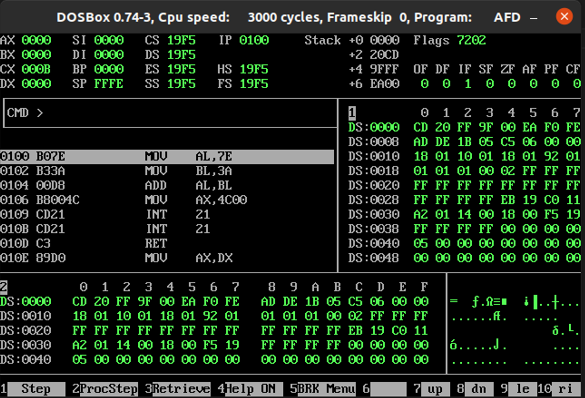 DOSBox 0.74-3, Cpu speed: 3000 cycles, Frameskip 0, Program: AFD
AX 0000 SI 0000 CS 19F5 IP 0100 Stack +0 0000 Flags 7202
BX 0000 DI 0000 DS 19F5 +2 20CD
CX 000B BP 0000 ES 19F5 HS 19F5 +4 9FFF OF DF IF SF ZF AF PF CF
DX 0000 SP FFFE SS 19F5 FS 19F5 +6 EA00 0 0 1 0 0 0 0 0
CMD >
1 0 1 2 3 4 5 6 7
DS:0000 CD 20 FF 9F 00 EA F0 FE
DS:0008 AD DE 1B 05 C5 06 00 00
DS:0010 18 01 10 01 18 01 92 01
DS:0018 01 01 01 00 02 FF FF FF
DS:0020 FF FF FF FF FF FF FF FF
DS:0028 FF FF FF FF EB 19 C0 11
DS:0030 A2 01 14 00 18 00 F5 19
DS:0038 FF FF FF FF 00 00 00 00
DS:0040 05 00 00 00 00 00 00 00
DS:0048 00 00 00 00 00 00 00 00
0100 B07E MOV AL,7E
0102 B33A MOV BL,3A
0104 00D8 ADD AL,BL
0106 B8004C MOV AX,4C00
0109 CD21 INT 21
010B CD21 INT 21
010D C3 RET
010E 89D0 MOV AX,DX
2 0 1 2 3 4 5 6 7 8 9 A B C D E F
DS:0000 CD 20 FF 9F 00 EA F0 FE AD DE 1B 05 C5 06 00 00
DS:0010 18 01 10 01 18 01 92 01 01 01 01 00 02 FF FF FF
DS:0020 FF FF FF FF FF FF FF FF FF FF FF FF EB 19 C0 11
DS:0030 A2 01 14 00 18 00 F5 19 FF FF FF FF 00 00 00 00
DS:0040 05 00 00 00 00 00 00 00 00 00 00 00 00 00 00 00
1 Step 2 ProcStep 3 Retrieve 4 Help ON 5 BRK Menu 6 7 up 8 dn 9 le 10 ri